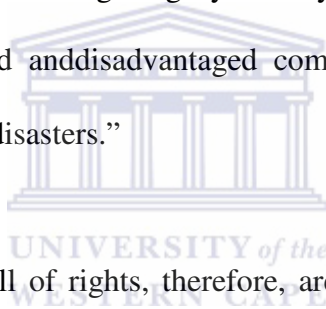 d anddisadvantaged com
disasters.”
UNIVERSITY of the
ll of rights, therefore, are
WESTERN CAPE